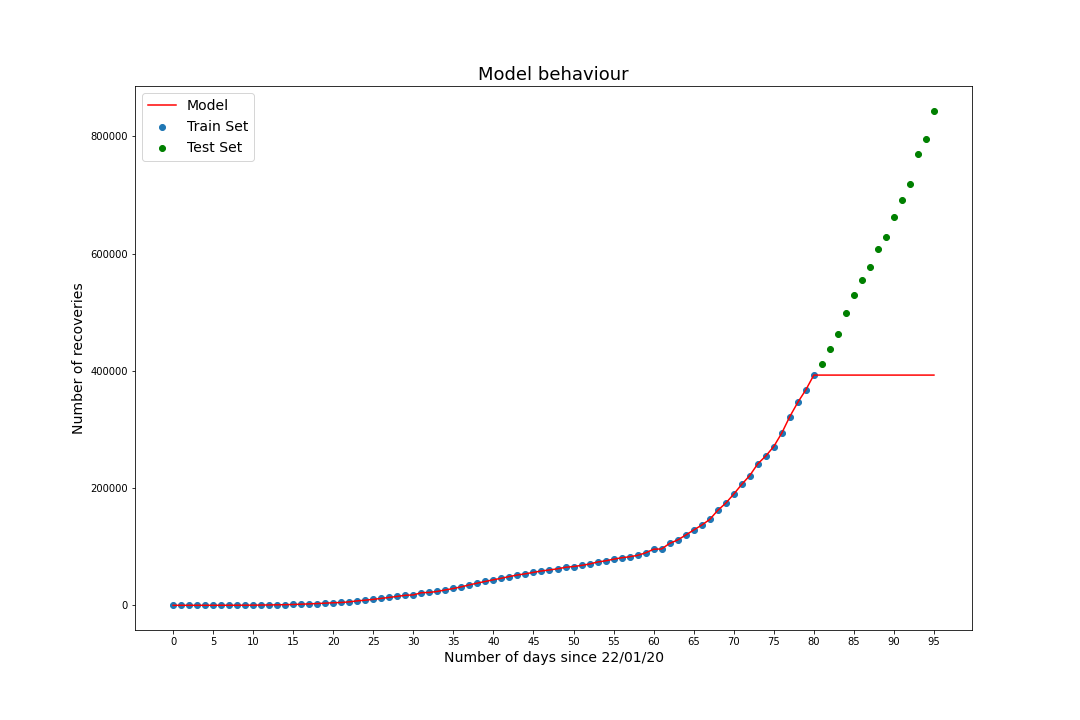 Model behaviour
Model
Train Set
Test Set
800000
600000
400000
200000
0
Number of recoveries
0 5 10 15 20 25 30 35 40 45 50 55 60 65 70 75 80 85 90 95
Number of days since 22/01/20